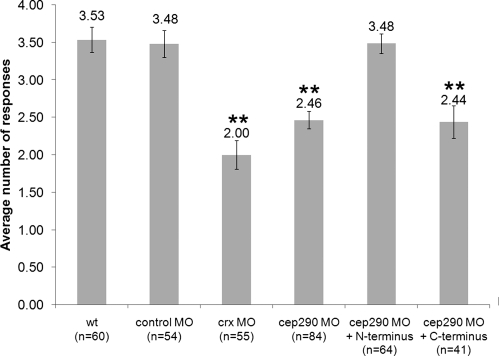 Average number of responses
4.00
3.50
3.00
2.50
2.00
1.50
1.00
0.50
0.00
3.53
3.48
**
2.00
**
2.46
3.48
**
2.44
wt
(n=60)
control MO
(n=54)
crx MO
(n=55)
cep290 MO
(n=84)
cep290 MO
+ N-terminus
(n=64)
cep290 MO
+ C-terminus
(n=41)